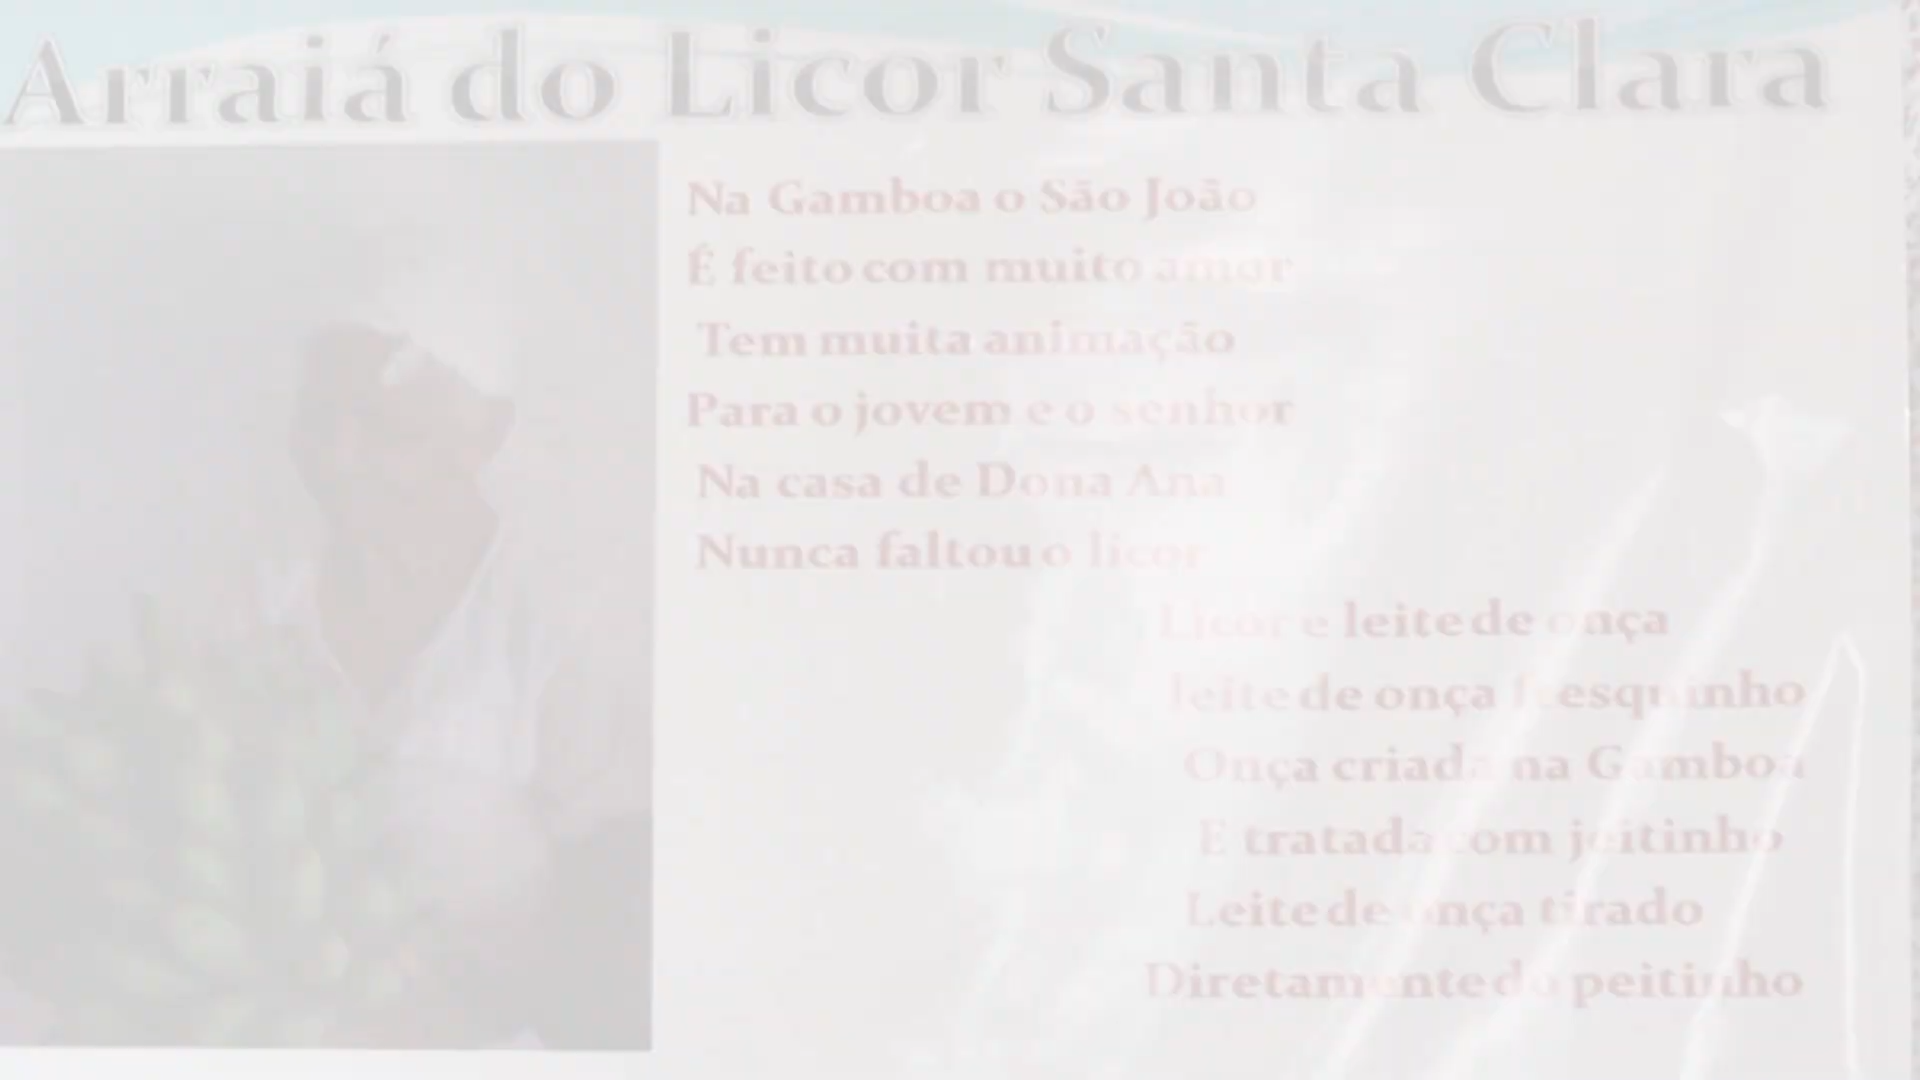 Arraiá do Licor Santa Clara
Na Gamboa o São João
É feito com muito amor
Tem muita animação
Para o jovem e o senhor
Na casa de Dona Ana
Nunca faltou o licor
Licor e leite de onça
leite de onça fresquinho
Onça criada na Gamboa
E tratada com jeitinho
Leite de onça tirado
Diretamente do peitinho